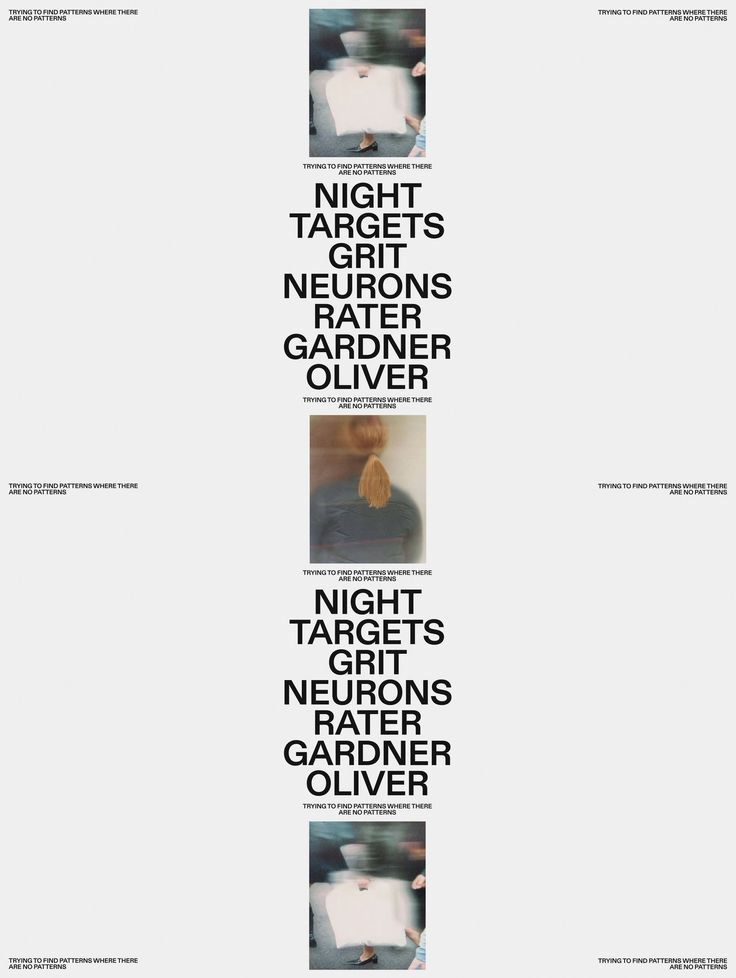 TRYING TO FIND PATTERNS WHERE THERE
ARE NO PATTERNS
TRYING TO FIND PATTERNS WHERE THERE
ARE NO PATTERNS
TRYING TO FIND PATTERNS WHERE THERE
ARE NO PATTERNS
NIGHT
TARGETS
GRIT
NEURONS
RATER
GARDNER
OLIVER
TRYING TO FIND PATTERNS WHERE THERE
ARE NO PATTERNS
TRYING TO FIND PATTERNS WHERE THERE
ARE NO PATTERNS
TRYING TO FIND PATTERNS WHERE THERE
ARE NO PATTERNS
TRYING TO FIND PATTERNS WHERE THERE
ARE NO PATTERNS
NIGHT
TARGETS
GRIT
NEURONS
RATER
GARDNER
OLIVER
TRYING TO FIND PATTERNS WHERE THERE
ARE NO PATTERNS
TRYING TO FIND PATTERNS WHERE THERE
ARE NO PATTERNS
TRYING TO FIND PATTERNS WHERE THERE
ARE NO PATTERNS